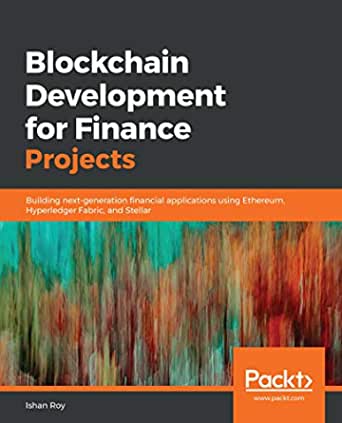 Blockchain
Development
for Finance
Projects
Building next-generation financial applications using Ethereum,
Hyperledger Fabric, and Stellar
Packt>
www.packt.com
Ishan Roy